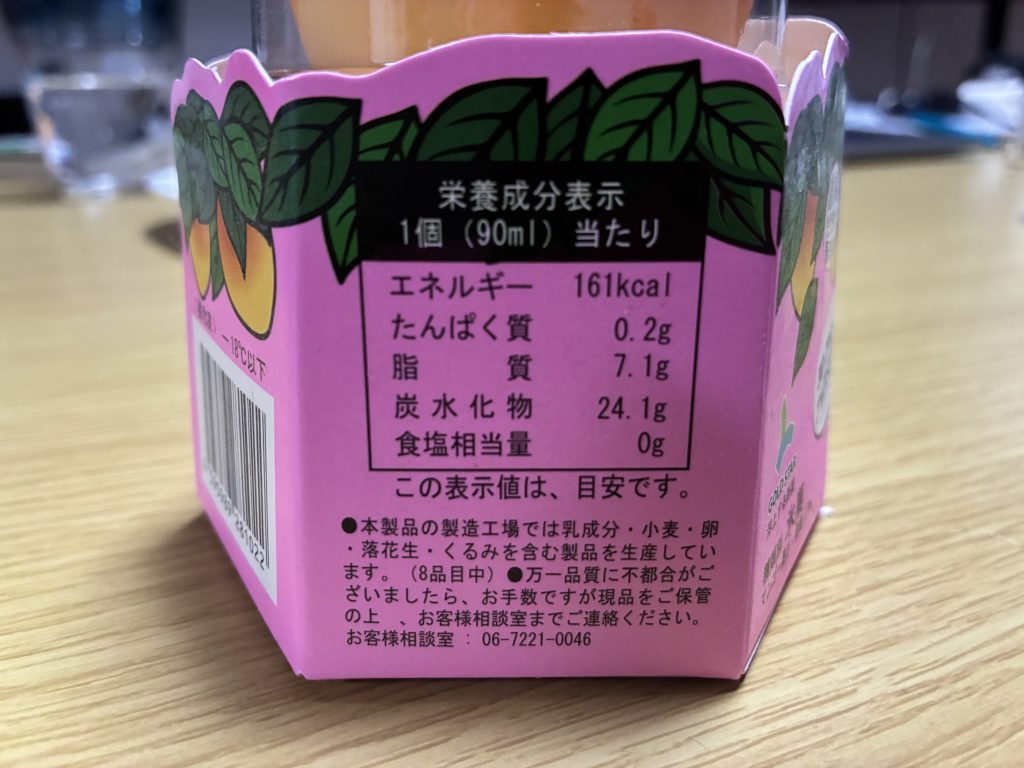 栄養成分表示
1個（90ml）当たり
エネルギー 161kcal
たんぱく質 0.2g
脂質 7.1g
炭水化物 24.1g
食塩相当量 0g
この表示値は、目安です。
●本製品の製造工場では乳成分・小麦・卵
・落花生・くるみを含む製品を生産してい
ます。（8品目中）●万一品質に不都合がご
ざいましたら、お手数ですが現品をご保管
の上 、お客様相談室までご連絡ください。
お客様相談室 : 06-7221-0046
－18℃以下
GOLD STAR